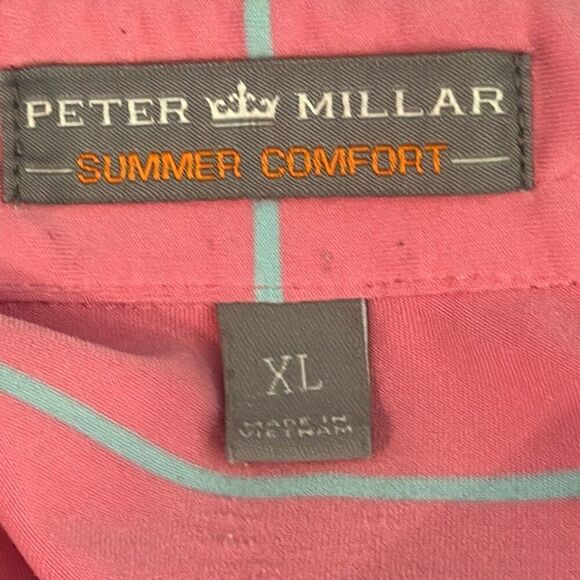 PETER MILLAR
SUMMER COMFORT
XL
MADE IN
VIETNAM